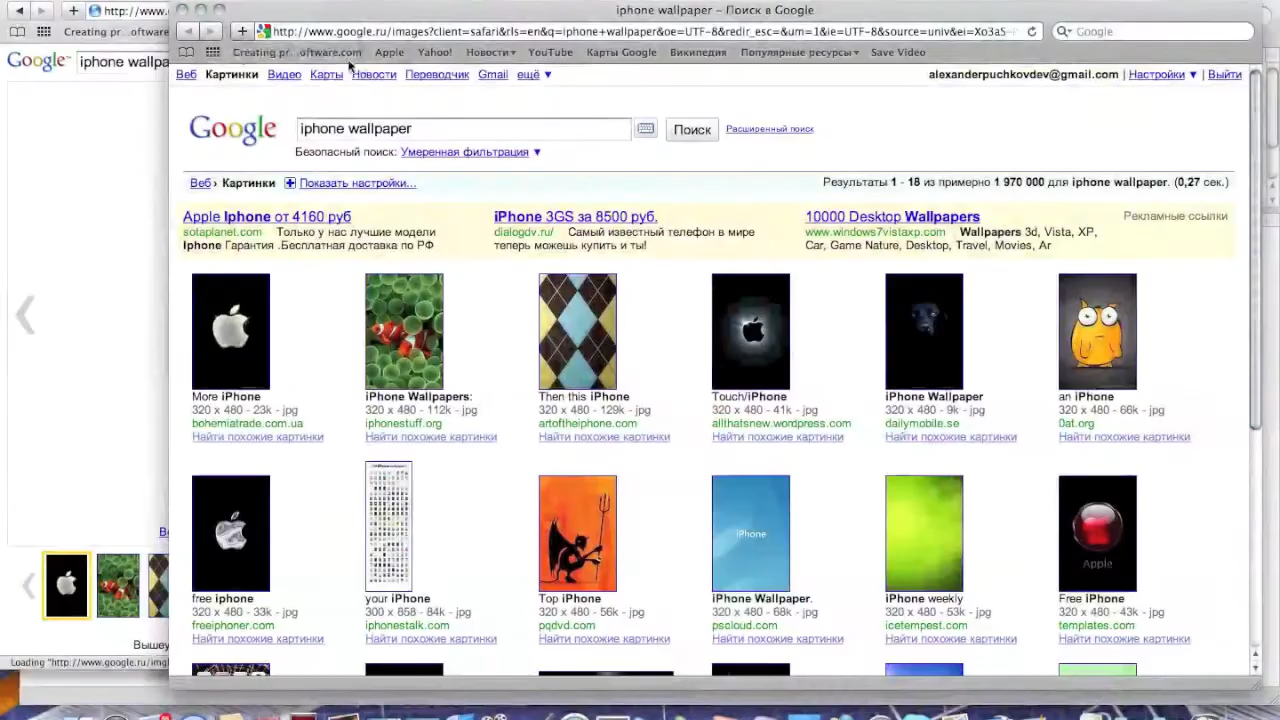 iphone wallpaper – Поиск в Google
http://www.
http://www.google.ru/images?client=safari&rls=en&q=iphone+wallpaper&oe=UTF-8&redir_esc=&um=1&ie=UTF-8&source=univ&ei=Xo3aS-
Google
Creating pr...oftware
Creating pr...oftware.com Apple Yahoo! Новости▾ YouTube Карты Google Википедия Популярные ресурсы▾ Save Video
Google iphone wallpa
Веб Картинки Видео Карты Новости Переводчик Gmail ещё ▼
alexanderpuchkovdev@gmail.com | Настройки ▼ | Выйти
Google iphone wallpaper Поиск Расширенный поиск
Безопасный поиск: Умеренная фильтрация ▼
Веб › Картинки Показать настройки...
Результаты 1 - 18 из примерно 1 970 000 для iphone wallpaper. (0,27 сек.)
Apple Iphone от 4160 руб
sotaplanet.com Только у нас лучшие модели
Iphone Гарантия .Бесплатная доставка по РФ
iPhone 3GS за 8500 руб.
dialogdv.ru/ Самый известный телефон в мире
теперь можешь купить и ты!
10000 Desktop Wallpapers
www.windows7vistaxp.com Wallpapers 3d, Vista, XP,
Car, Game Nature, Desktop, Travel, Movies, Ar
Рекламные ссылки
More iPhone
320 x 480 - 23k - jpg
bohemiatrade.com.ua
Найти похожие картинки
iPhone Wallpapers:
320 x 480 - 112k - jpg
iphonestuff.org
Найти похожие картинки
Then this iPhone
320 x 480 - 129k - jpg
artoftheiphone.com
Найти похожие картинки
Touch/iPhone
320 x 480 - 41k - jpg
allthatsnew.wordpress.com
Найти похожие картинки
iPhone Wallpaper
320 x 480 - 9k - jpg
dailymobile.se
Найти похожие картинки
an iPhone
320 x 480 - 66k - jpg
0at.org
Найти похожие картинки
iPhone
Apple
free iphone
320 x 480 - 33k - jpg
freeiphoner.com
Найти похожие картинки
your iPhone
300 x 858 - 84k - jpg
iphonestalk.com
Найти похожие картинки
Top iPhone
320 x 480 - 56k - jpg
pqdvd.com
Найти похожие картинки
iPhone Wallpaper.
320 x 480 - 68k - jpg
pscloud.com
Найти похожие картинки
iPhone weekly
320 x 480 - 53k - jpg
icetempest.com
Найти похожие картинки
Free iPhone
320 x 480 - 43k - jpg
templates.com
Найти похожие картинки
Вышеу
Loading "http://www.google.ru/imgl